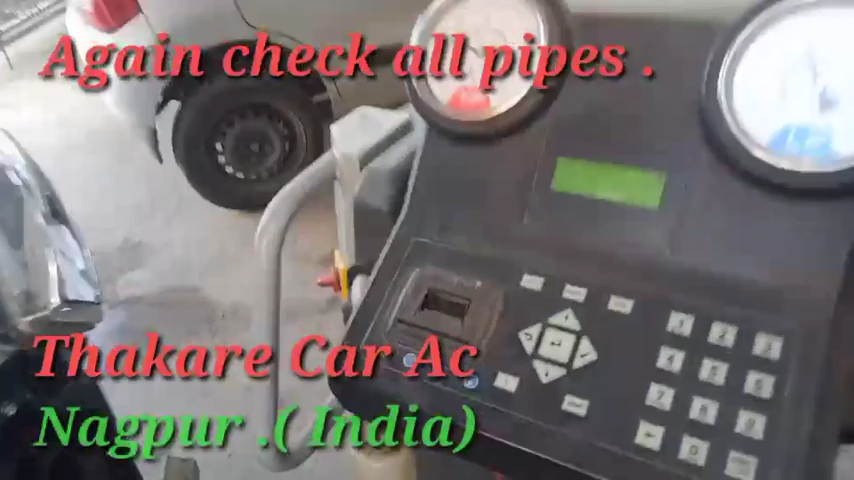 Again check all pipes .
Thakare Car Ac
Nagpur .( India)